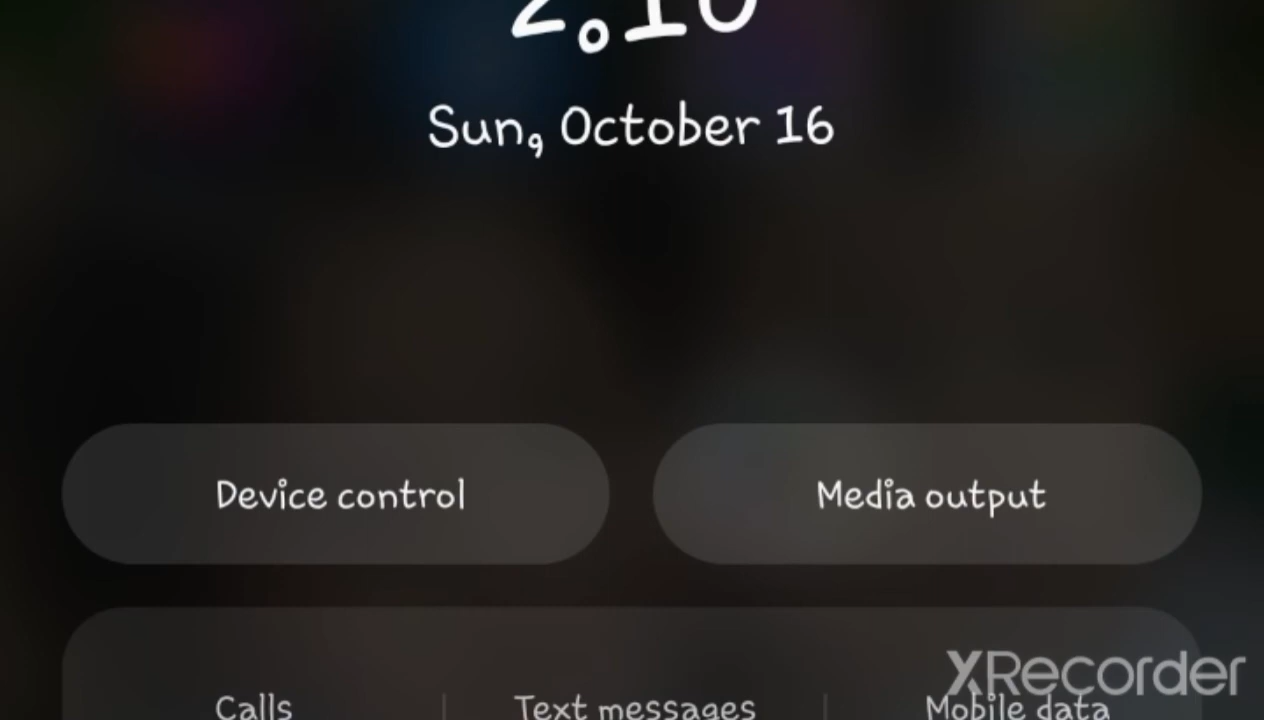 Sun, October 16
Device control
Media output
XRecorder
Calls
Text messages
Mobile data